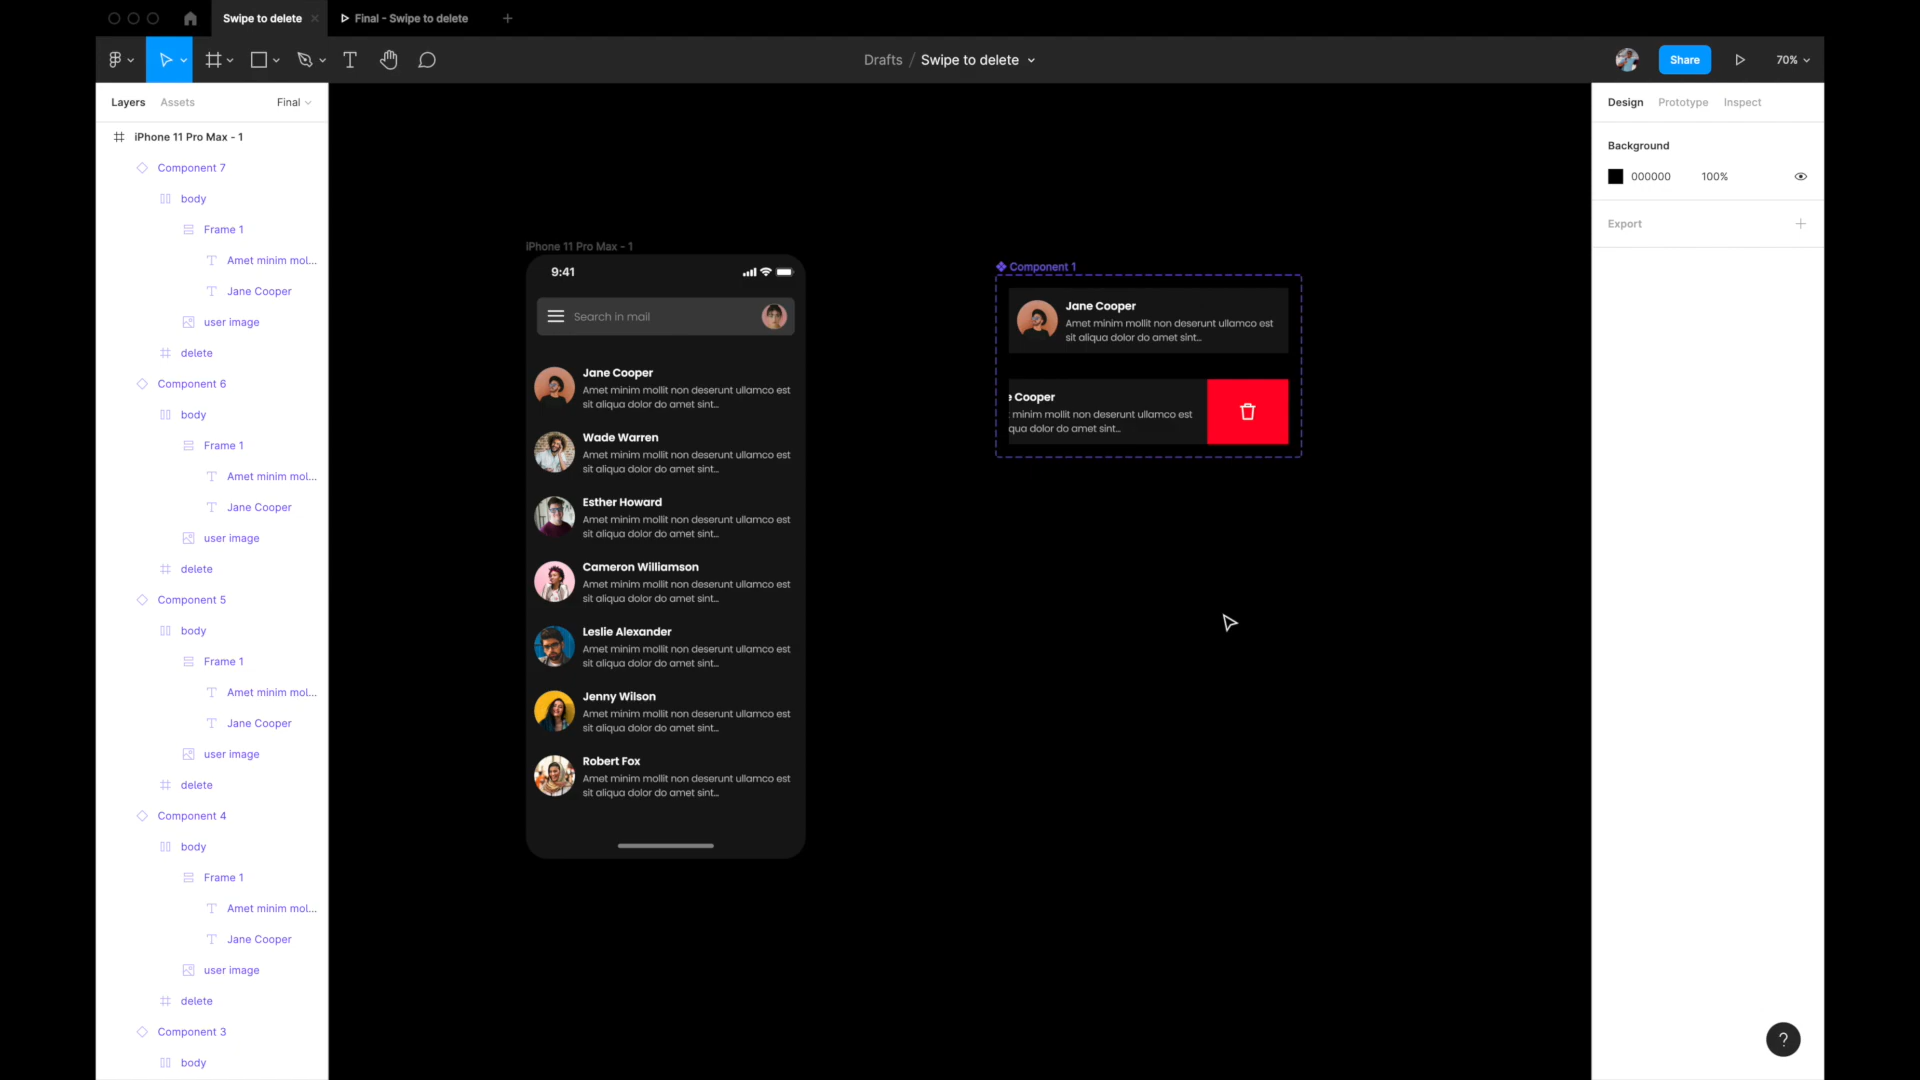 Swipe to delete
Final - Swipe to delete
Drafts / Swipe to delete
Share
70%
Layers
Assets
Final
iPhone 11 Pro Max - 1
Component 7
body
Frame 1
Amet minim mol...
Jane Cooper
user image
delete
Component 6
body
Frame 1
Amet minim mol...
Jane Cooper
user image
delete
Component 5
body
Frame 1
Amet minim mol...
Jane Cooper
user image
delete
Component 4
body
Frame 1
Amet minim mol...
Jane Cooper
user image
delete
Component 3
body
iPhone 11 Pro Max - 1
9:41
Search in mail
Jane Cooper
Amet minim mollit non deserunt ullamco est
sit aliqua dolor do amet sint...
Wade Warren
Amet minim mollit non deserunt ullamco est
sit aliqua dolor do amet sint...
Esther Howard
Amet minim mollit non deserunt ullamco est
sit aliqua dolor do amet sint...
Cameron Williamson
Amet minim mollit non deserunt ullamco est
sit aliqua dolor do amet sint...
Leslie Alexander
Amet minim mollit non deserunt ullamco est
sit aliqua dolor do amet sint...
Jenny Wilson
Amet minim mollit non deserunt ullamco est
sit aliqua dolor do amet sint...
Robert Fox
Amet minim mollit non deserunt ullamco est
sit aliqua dolor do amet sint...
Component 1
Jane Cooper
Amet minim mollit non deserunt ullamco est
sit aliqua dolor do amet sint...
e Cooper
minim mollit non deserunt ullamco est
qua dolor do amet sint...
Design
Prototype
Inspect
Background
000000
100%
Export
?